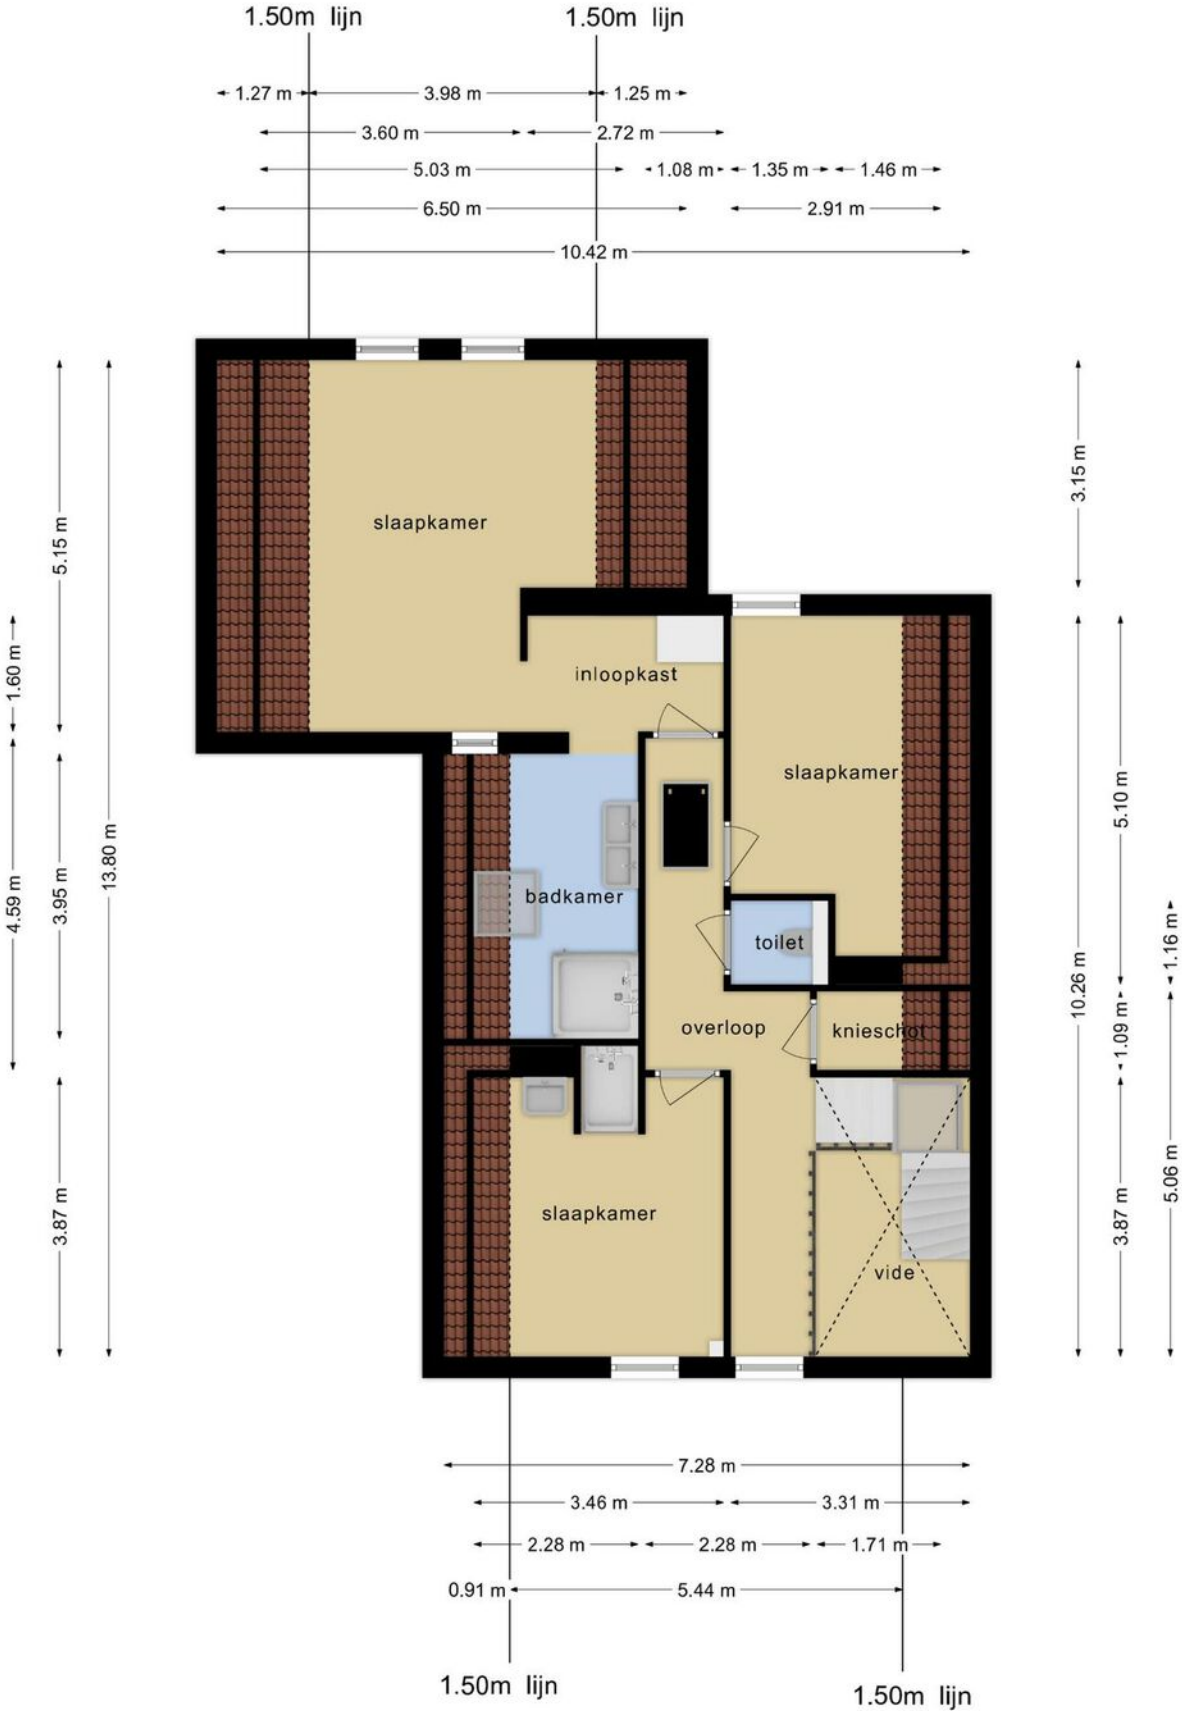 1.50m lijn
1.50m lijn
1.27 m
3.98 m
1.25 m
3.60 m
2.72 m
5.03 m
1.08 m
1.35 m
1.46 m
6.50 m
2.91 m
10.42 m
5.15 m
13.80 m
1.60 m
4.59 m
3.95 m
3.87 m
slaapkamer
inloopkast
slaapkamer
badkamer
toilet
overloop
knieschot
slaapkamer
vide
3.15 m
5.10 m
10.26 m
1.16 m
1.09 m
5.06 m
3.87 m
7.28 m
3.46 m
3.31 m
2.28 m
2.28 m
1.71 m
0.91 m
5.44 m
1.50m lijn
1.50m lijn